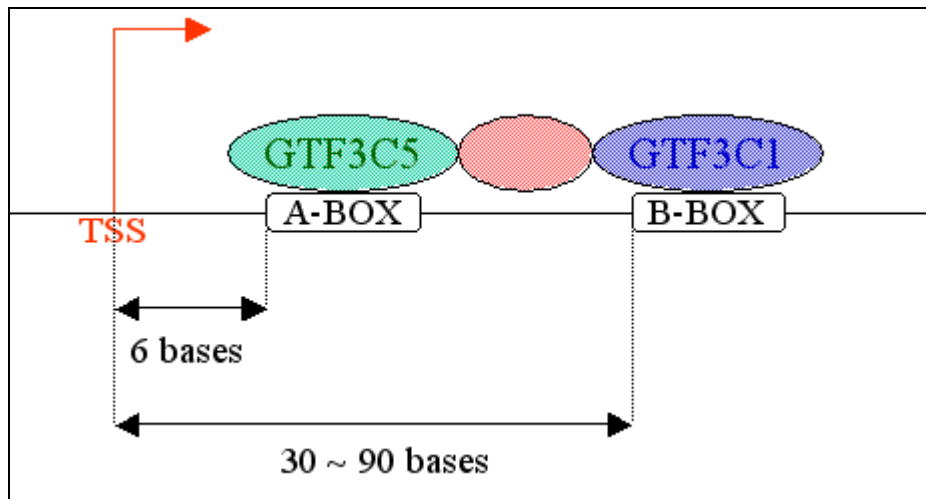 GTF3C5
GTF3C1
A-BOX
B-BOX
TSS
6 bases
30 ~ 90 bases